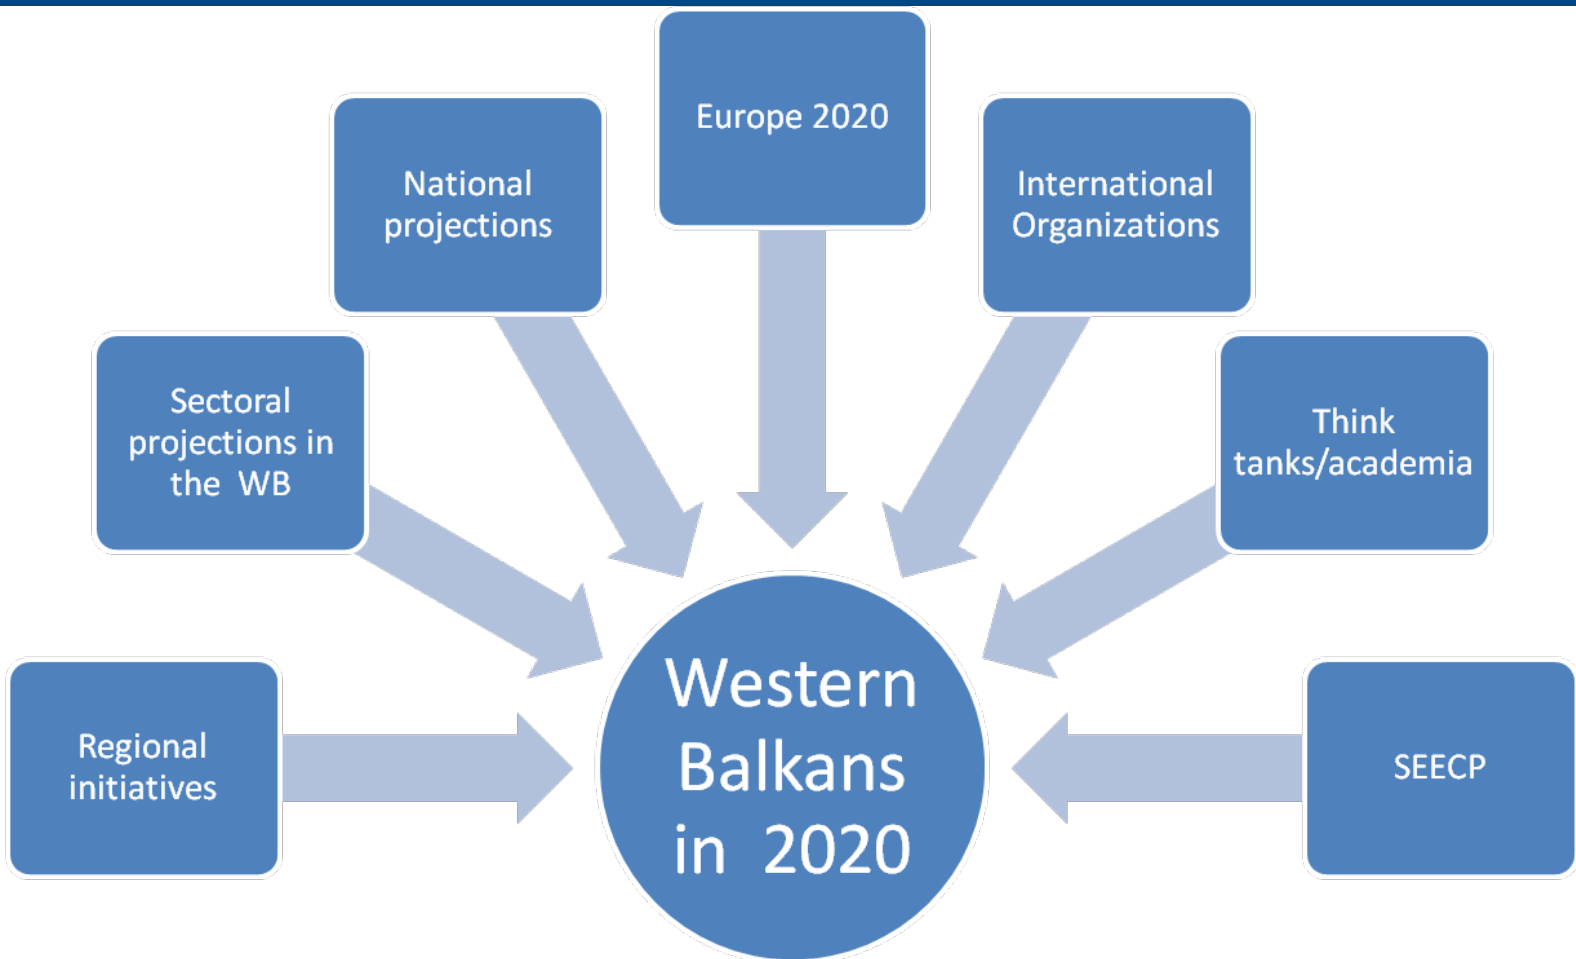 Europe 2020
National
projections
International
Organizations
Sectoral
projections in
the  WB
Think
tanks/academia
Regional
initiatives
Western
Balkans
in  2020
SEECP